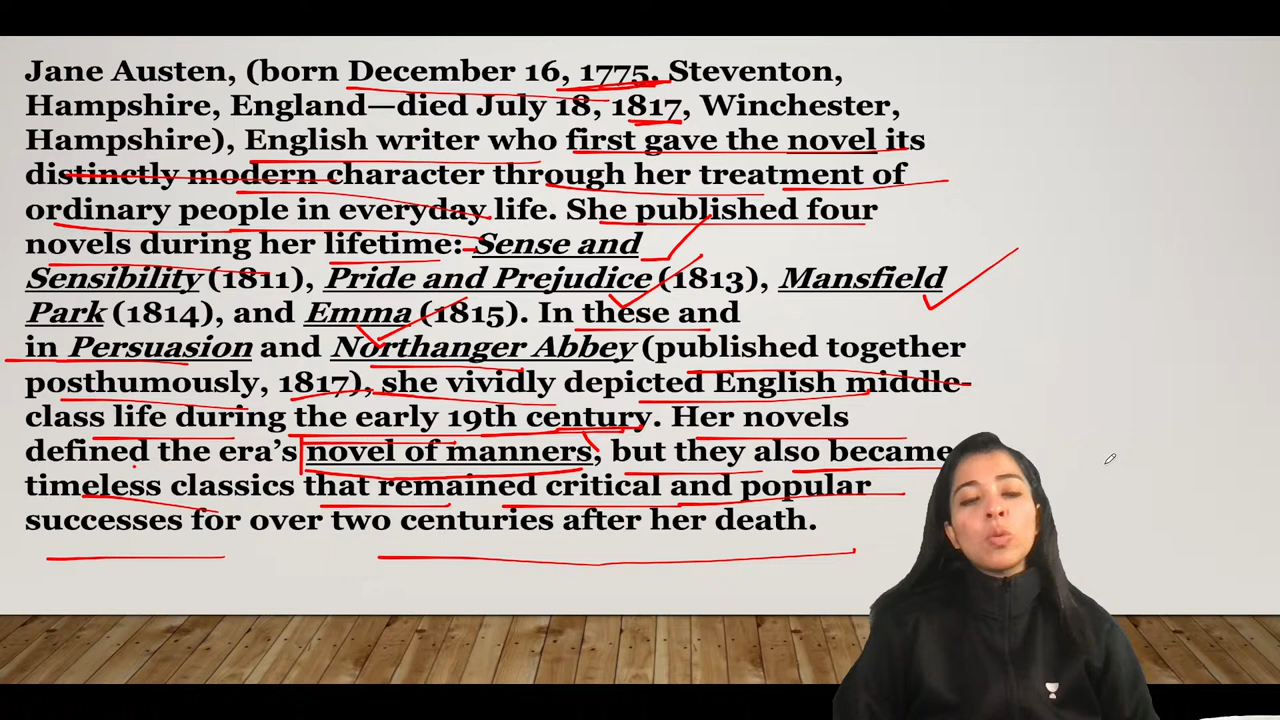 Jane Austen, (born December 16, 1775, Steventon,
Hampshire, England—died July 18, 1817, Winchester,
Hampshire), English writer who first gave the novel its
distinctly modern character through her treatment of
ordinary people in everyday life. She published four
novels during her lifetime: Sense and
Sensibility (1811), Pride and Prejudice (1813), Mansfield
Park (1814), and Emma (1815). In these and
in Persuasion and Northanger Abbey (published together
posthumously, 1817), she vividly depicted English middle-
class life during the early 19th century. Her novels
defined the era’s novel of manners, but they also became
timeless classics that remained critical and popular
successes for over two centuries after her death.